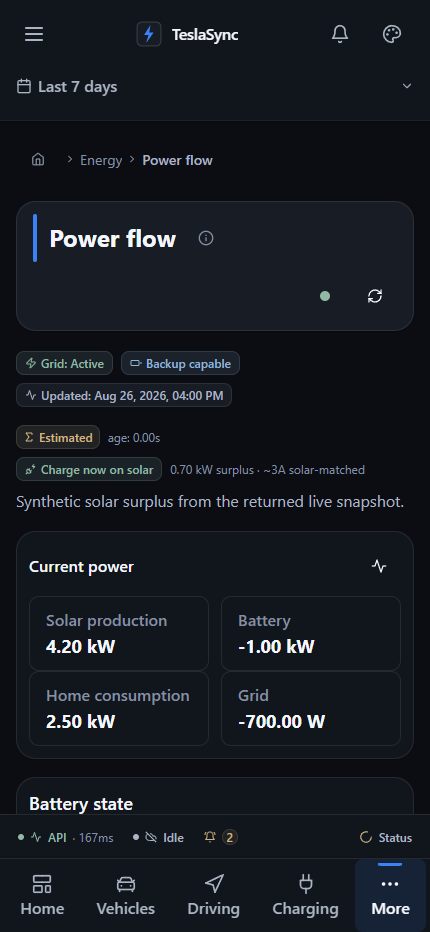 TeslaSync
Last 7 days
Energy > Power flow
Power flow
Grid: Active
Backup capable
Updated: Aug 26, 2026, 04:00 PM
Estimated
age: 0.00s
Charge now on solar
0.70 kW surplus · ~3A solar-matched
Synthetic solar surplus from the returned live snapshot.
Current power
Solar production
4.20 kW
Battery
-1.00 kW
Home consumption
2.50 kW
Grid
-700.00 W
Battery state
API · 167ms
Idle
2
Status
Home
Vehicles
Driving
Charging
More